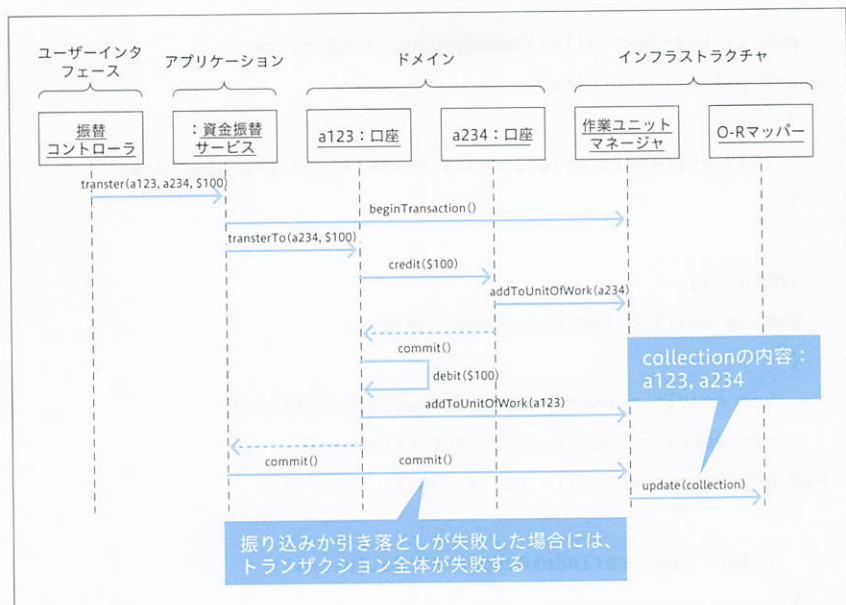 ユーザーインタ
フェース
アプリケーション
ドメイン
インフラストラクチャ
振替
コントローラ
：資金振替
サービス
a123：口座
a234：口座
作業ユニット
マネージャ
O-Rマッパー
transter(a123, a234, $100)
beginTransaction()
transterTo(a234, $100)
credit($100)
addToUnitOfWork(a234)
commit()
debit($100)
collectionの内容：
a123, a234
addToUnitOfWork(a123)
commit()
commit()
update(collection)
振り込みか引き落としが失敗した場合には、
トランザクション全体が失敗する